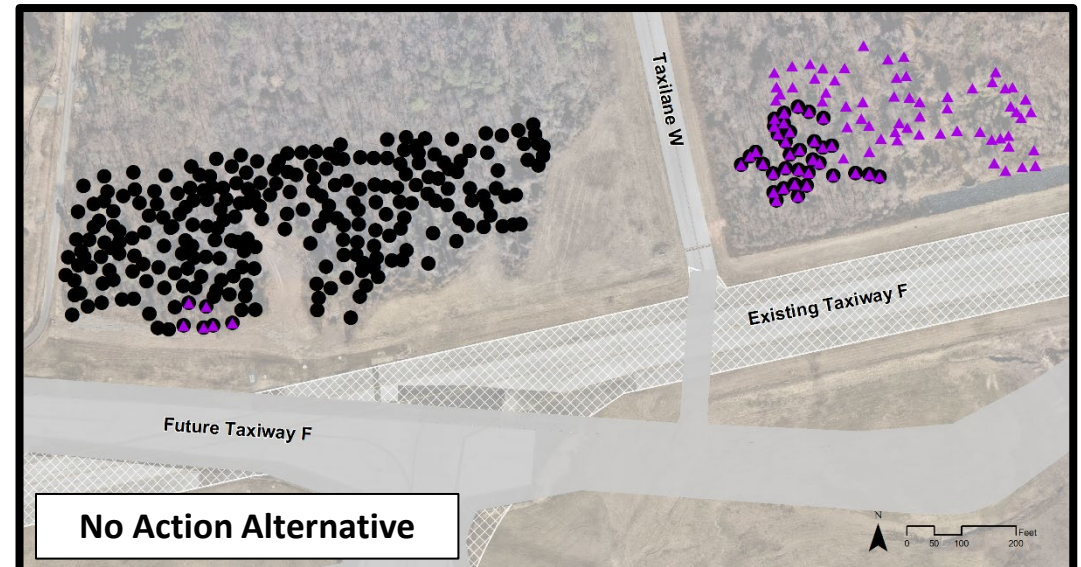 Taxilane W
Existing Taxiway F
Future Taxiway F
No Action Alternative
N
Feet
0 50 100 200